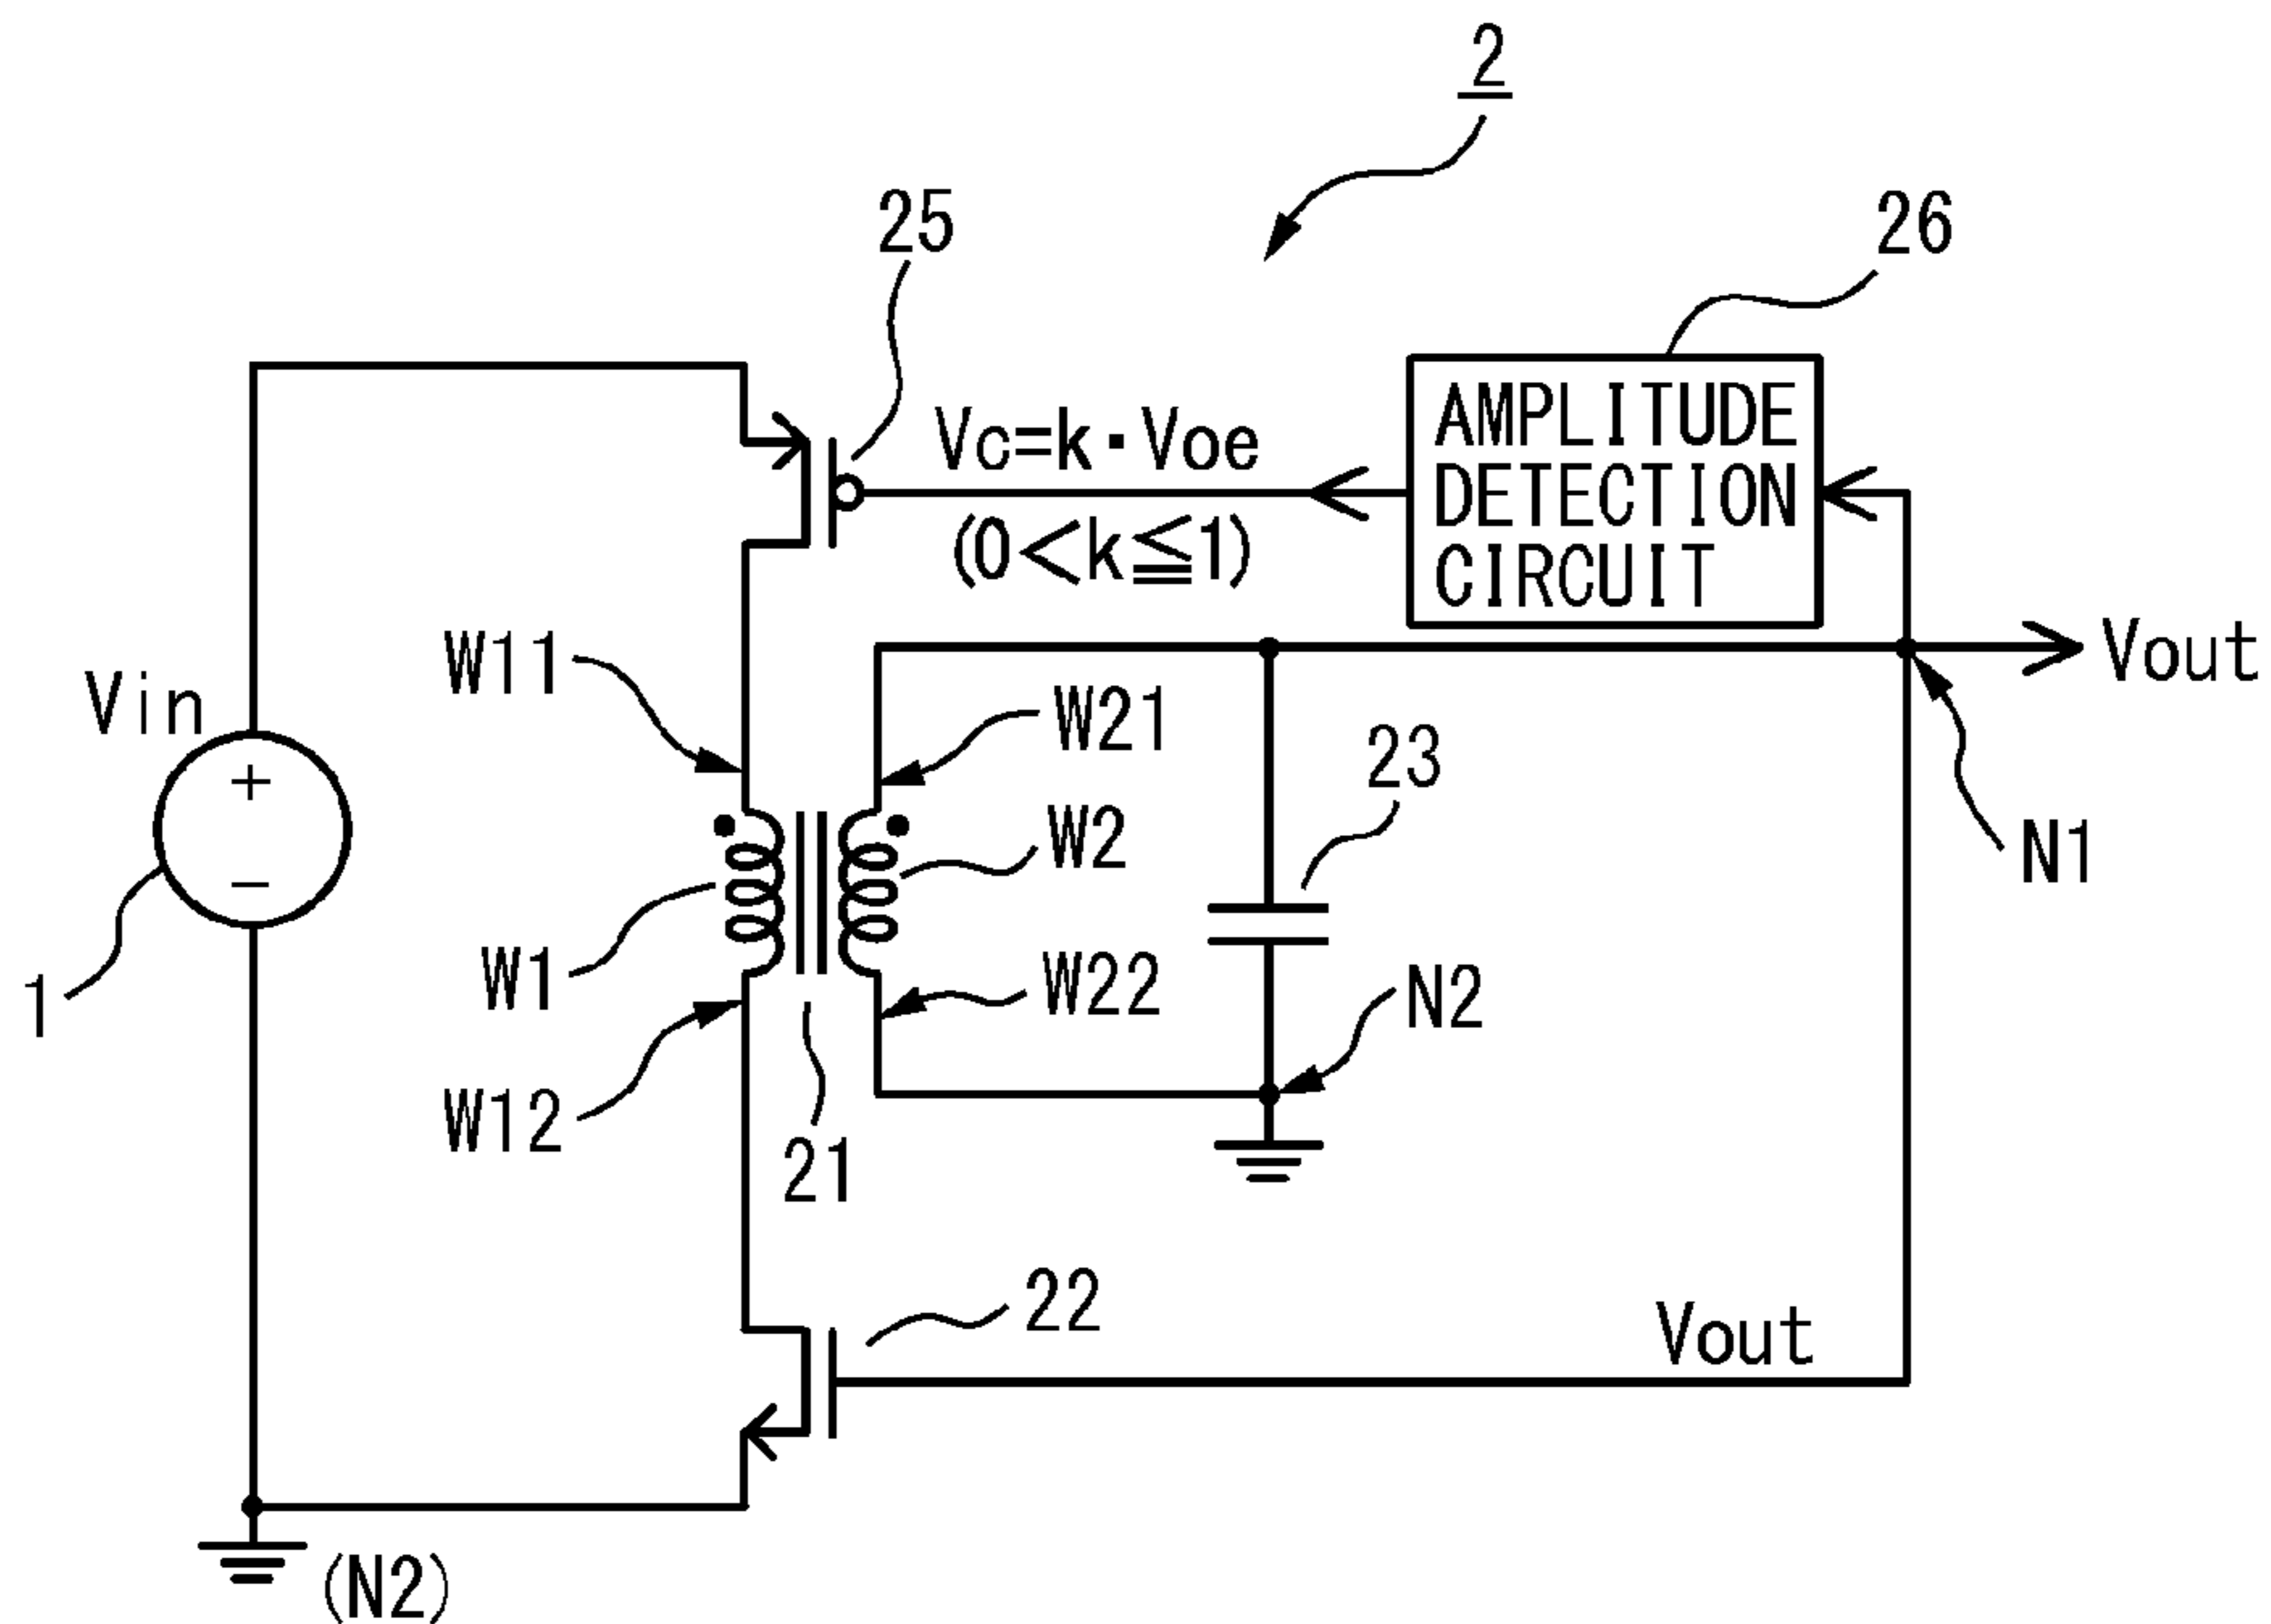 2
25
26
Vc=k·Voe
(0<k≦1)
AMPLITUDE
DETECTION
CIRCUIT
W11
Vin
W21
Vout
23
+
W2
N1
−
W1
W22
N2
1
W12
21
22
Vout
(N2)